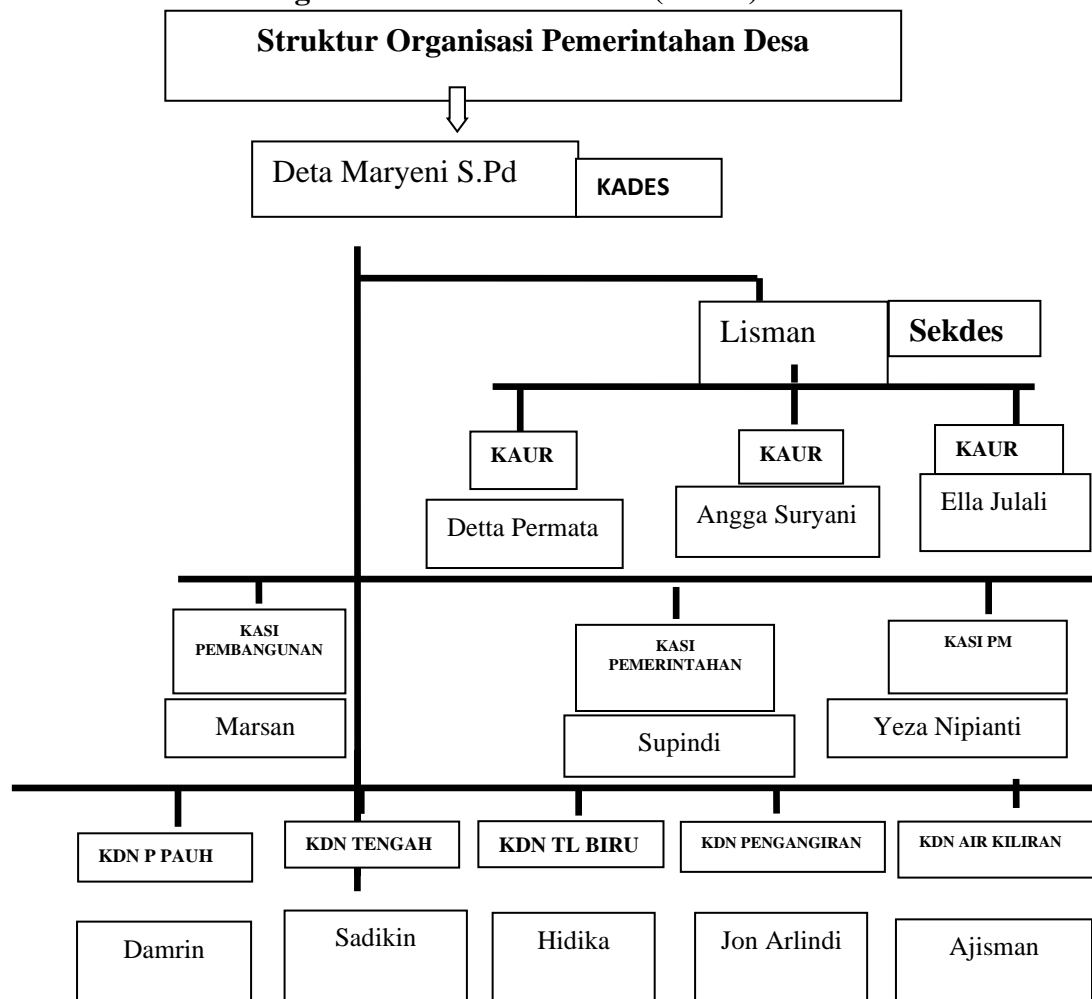 Struktur Organisasi Pemerintahan Desa
Deta Maryeni S.Pd
KADES
Lisman
Sekdes
KAUR
KAUR
KAUR
Detta Permata
Angga Suryani
Ella Julali
KASI
PEMBANGUNAN
KASI
PEMERINTAHAN
KASI PM
Marsan
Supindi
Yeza Nipianti
KDN P PAUH
KDN TENGAH
KDN TL BIRU
KDN PENGANGIRAN
KDN AIR KILIRAN
Damrin
Sadikin
Hidika
Jon Arlindi
Ajisman